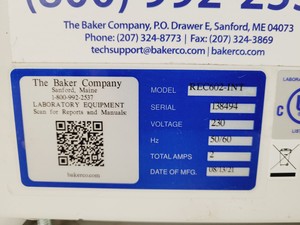 (800) 992-253
The Baker Company, P.O. Drawer E, Sanford, ME 04073
Phone: (207) 324-8773 | Fax: (207) 324-3869
techsupport@bakerco.com | bakerco.com
The Baker Company
Sanford, Maine
1-800-992-2537
LABORATORY EQUIPMENT
Scan for Reports and Manuals
bakerco.com
MODEL REC602-INT
SERIAL 138494
VOLTAGE 230
Hz 50/60
TOTAL AMPS 2
DATE OF MFG. 08/13/21
C